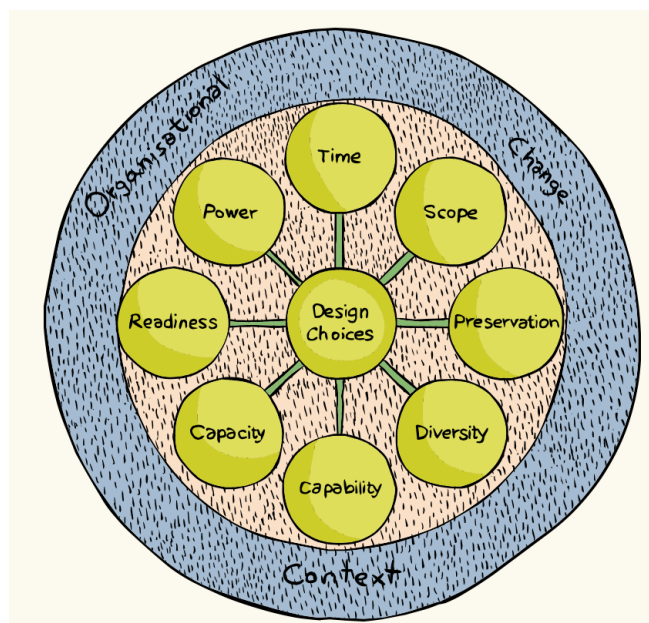 Organisational
Change
Context
Time
Scope
Preservation
Diversity
Capability
Capacity
Readiness
Power
Design
Choices